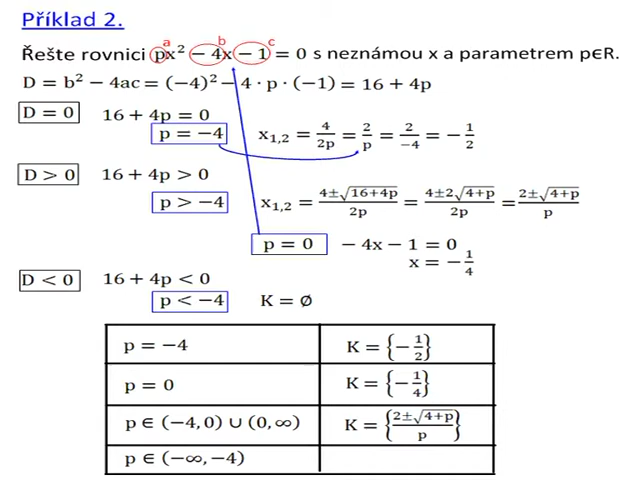 Příklad 2.
a b c
Řešte rovnici px² − 4x − 1 = 0 s neznámou x a parametrem p∈R.
D = b² − 4ac = (−4)² − 4 · p · (−1) = 16 + 4p
D = 0 16 + 4p = 0
p = −4 x₁,₂ = 4/2p = 2/p = 2/−4 = −1/2
D > 0 16 + 4p > 0
p > −4 x₁,₂ = 4±√(16+4p)/2p = 4±2√(4+p)/2p = 2±√(4+p)/p
p = 0 −4x − 1 = 0
x = −1/4
D < 0 16 + 4p < 0
p < −4 K = ∅
p = −4 K = {−1/2}
p = 0 K = {−1/4}
p ∈ (−4, 0) ∪ (0, ∞) K = {2±√(4+p)/p}
p ∈ (−∞, −4)